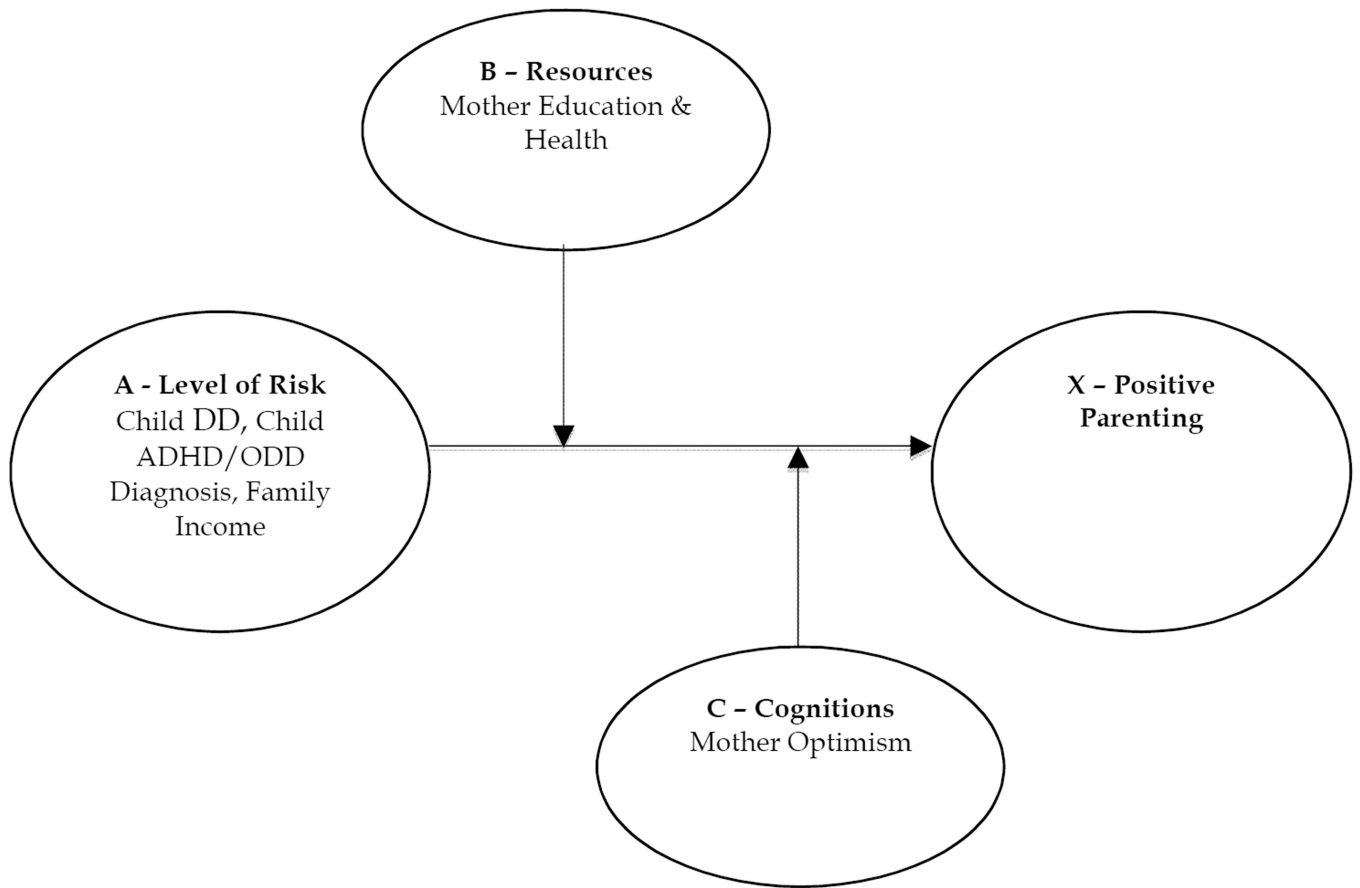 B – Resources
Mother Education &
Health
A - Level of Risk
Child DD, Child
ADHD/ODD
Diagnosis, Family
Income
X – Positive
Parenting
C – Cognitions
Mother Optimism